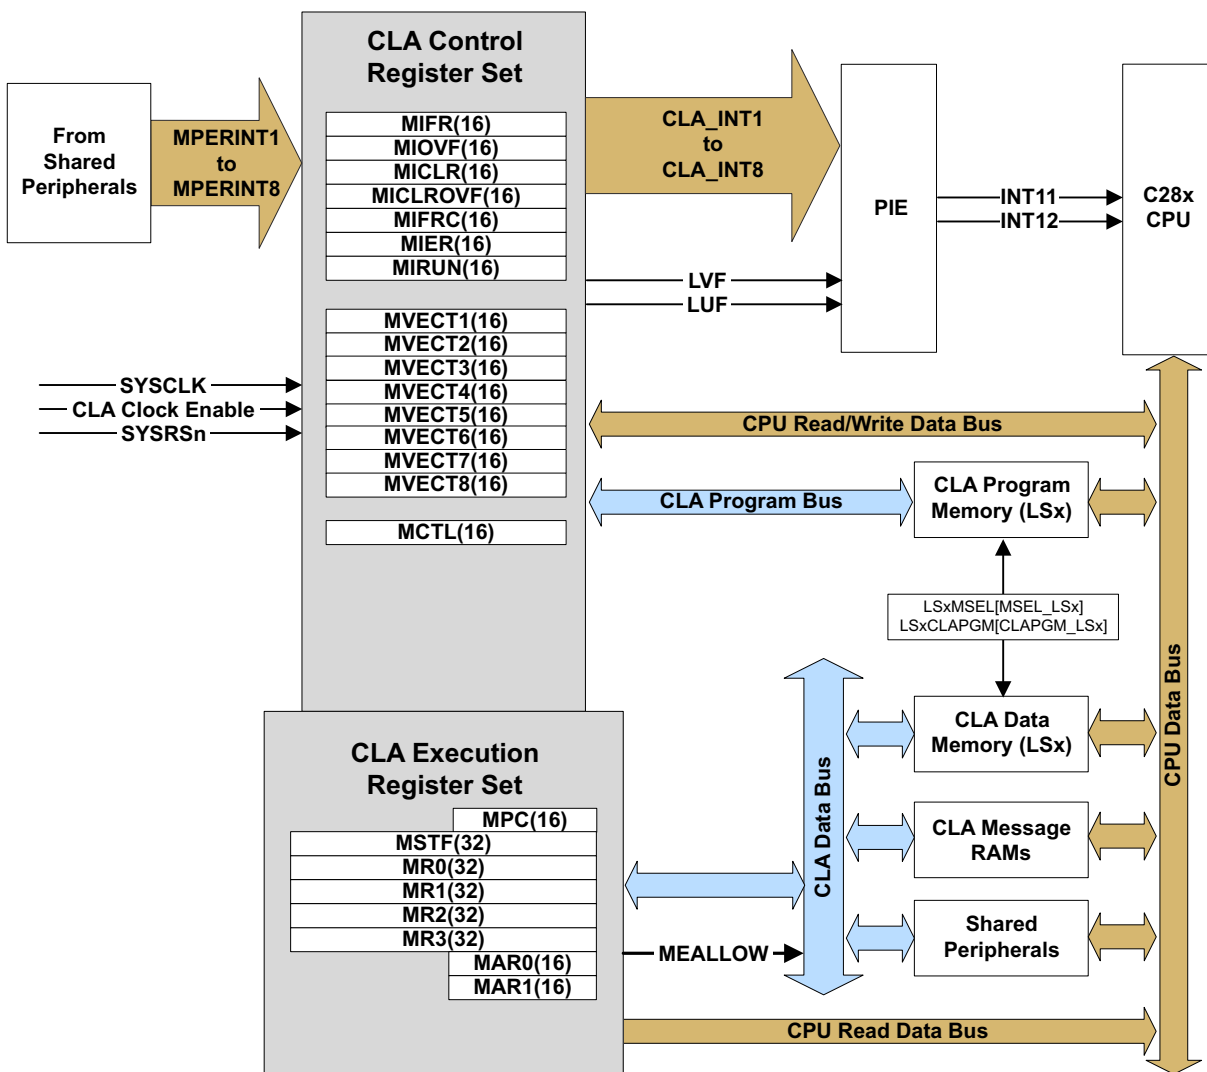 CLA Control
Register Set
From
Shared
Peripherals
MPERINT1
to
MPERINT8
MIFR(16)
MIOVF(16)
MICLR(16)
MICLROVF(16)
MIFRC(16)
MIER(16)
MIRUN(16)
CLA_INT1
to
CLA_INT8
PIE
INT11
INT12
C28x
CPU
LVF
LUF
MVECT1(16)
MVECT2(16)
MVECT3(16)
MVECT4(16)
MVECT5(16)
MVECT6(16)
MVECT7(16)
MVECT8(16)
SYSCLK
CLA Clock Enable
SYSRSn
CPU Read/Write Data Bus
CLA Program Bus
CLA Program
Memory (LSx)
MCTL(16)
LSxMSEL[MSEL_LSx]
LSxCLAPGM[CLAPGM_LSx]
CPU Data Bus
CLA Data Bus
CLA Data
Memory (LSx)
CLA Message
RAMs
Shared
Peripherals
CLA Execution
Register Set
MPC(16)
MSTF(32)
MR0(32)
MR1(32)
MR2(32)
MR3(32)
MAR0(16)
MAR1(16)
MEALLOW
CPU Read Data Bus